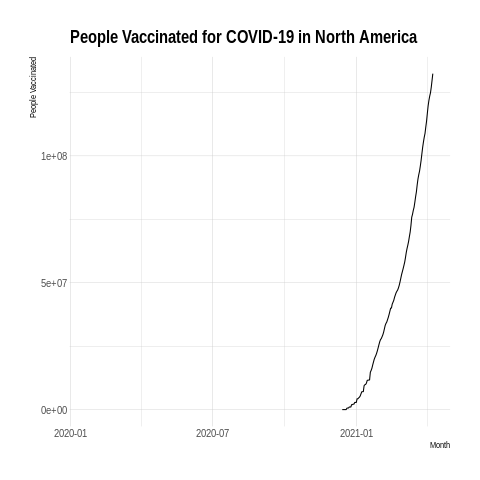 People Vaccinated for COVID-19 in North America
People Vaccinated
1e+08
5e+07
0e+00
2020-01
2020-07
2021-01
Month